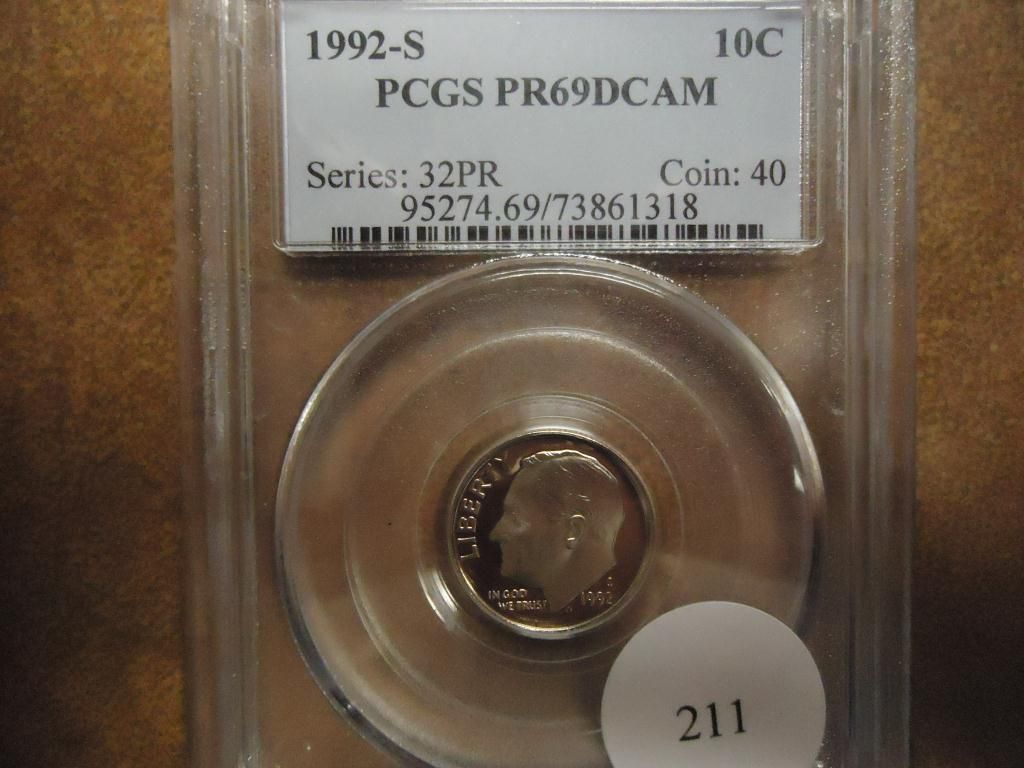 1992-S 10C
PCGS PR69DCAM
Series: 32PR Coin: 40
95274.69/73861318
LIBERTY
IN GOD
WE TRUST
S
1992
211